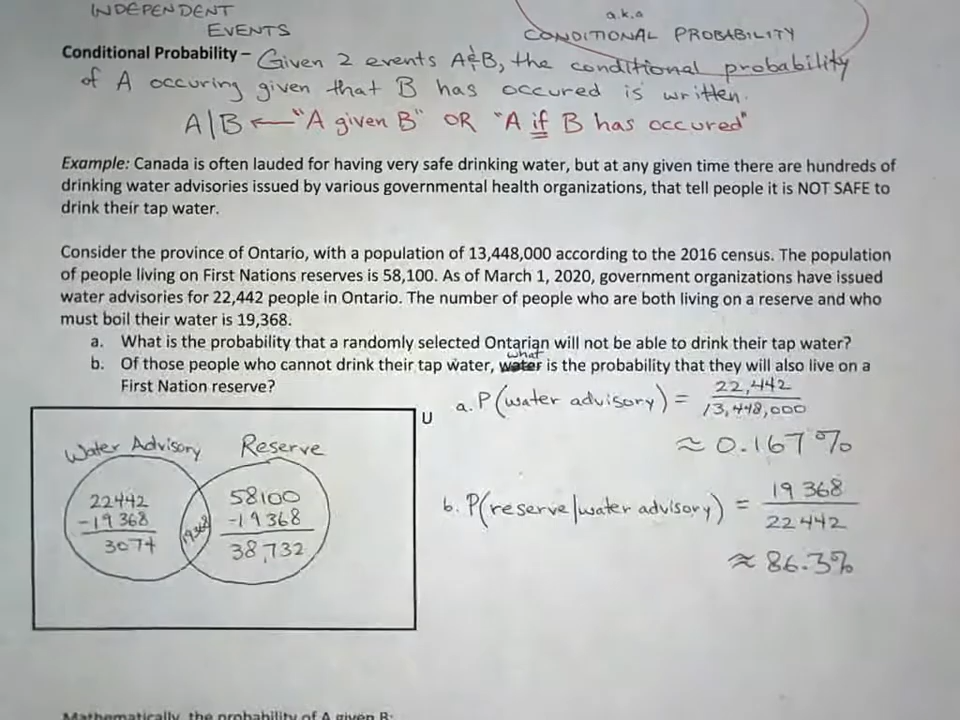 INDEPENDENT
EVENTS
a.k.a
CONDITIONAL PROBABILITY
Conditional Probability – Given 2 events A & B, the conditional probability
of A occuring given that B has occured is written.
A|B ← "A given B" OR "A if B has occured"
Example: Canada is often lauded for having very safe drinking water, but at any given time there are hundreds of
drinking water advisories issued by various governmental health organizations, that tell people it is NOT SAFE to
drink their tap water.
Consider the province of Ontario, with a population of 13,448,000 according to the 2016 census. The population
of people living on First Nations reserves is 58,100. As of March 1, 2020, government organizations have issued
water advisories for 22,442 people in Ontario. The number of people who are both living on a reserve and who
must boil their water is 19,368.
a. What is the probability that a randomly selected Ontarian will not be able to drink their tap water?
what
b. Of those people who cannot drink their tap water, water is the probability that they will also live on a
First Nation reserve?
U
Water Advisory Reserve
22442
-19368
3074
19368
58100
-19368
38,732
a. P(water advisory) = 22,442
13,448,000
≈ 0.167%
b. P(reserve/water advisory) = 19 368
22442
≈ 86.3%
Mathematically, the probability of A given B: